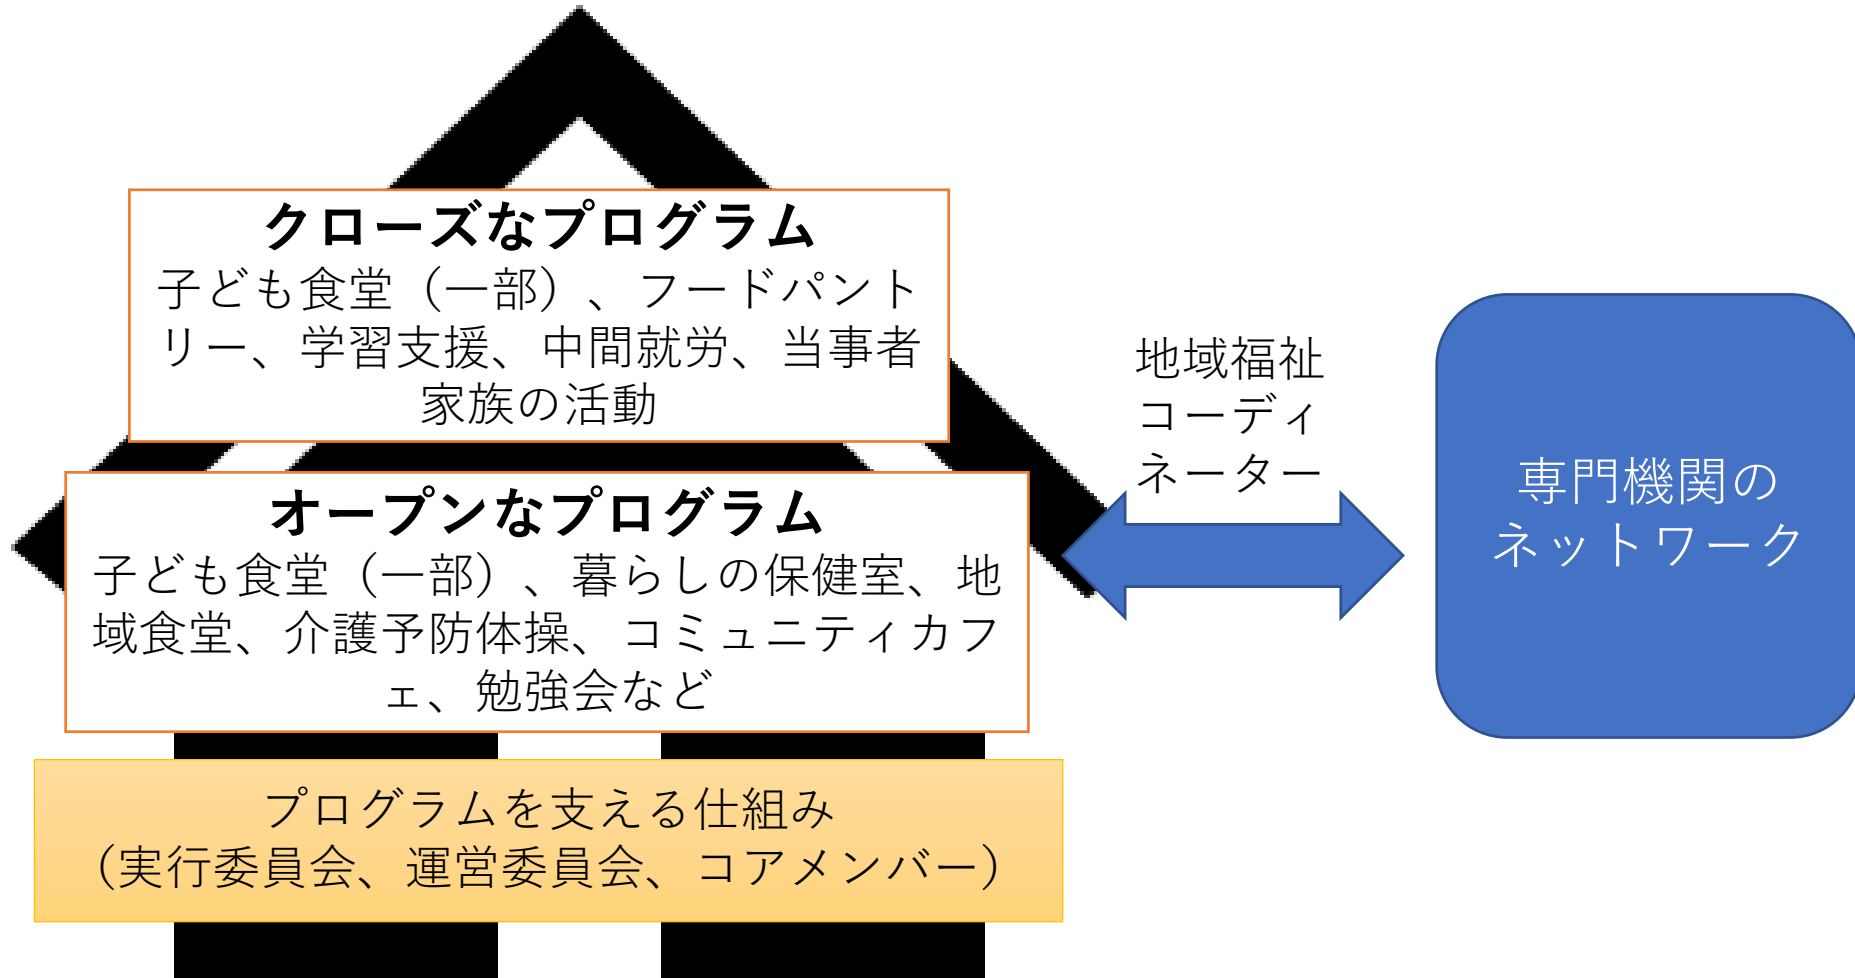 クローズなプログラム
子ども食堂（一部）、フードパント
リー、学習支援、中間就労、当事者
家族の活動
オープンなプログラム
子ども食堂（一部）、暮らしの保健室、地
域食堂、介護予防体操、コミュニティカフ
ェ、勉強会など
プログラムを支える仕組み
（実行委員会、運営委員会、コアメンバー）
地域福祉
コーディ
ネーター
専門機関の
ネットワーク